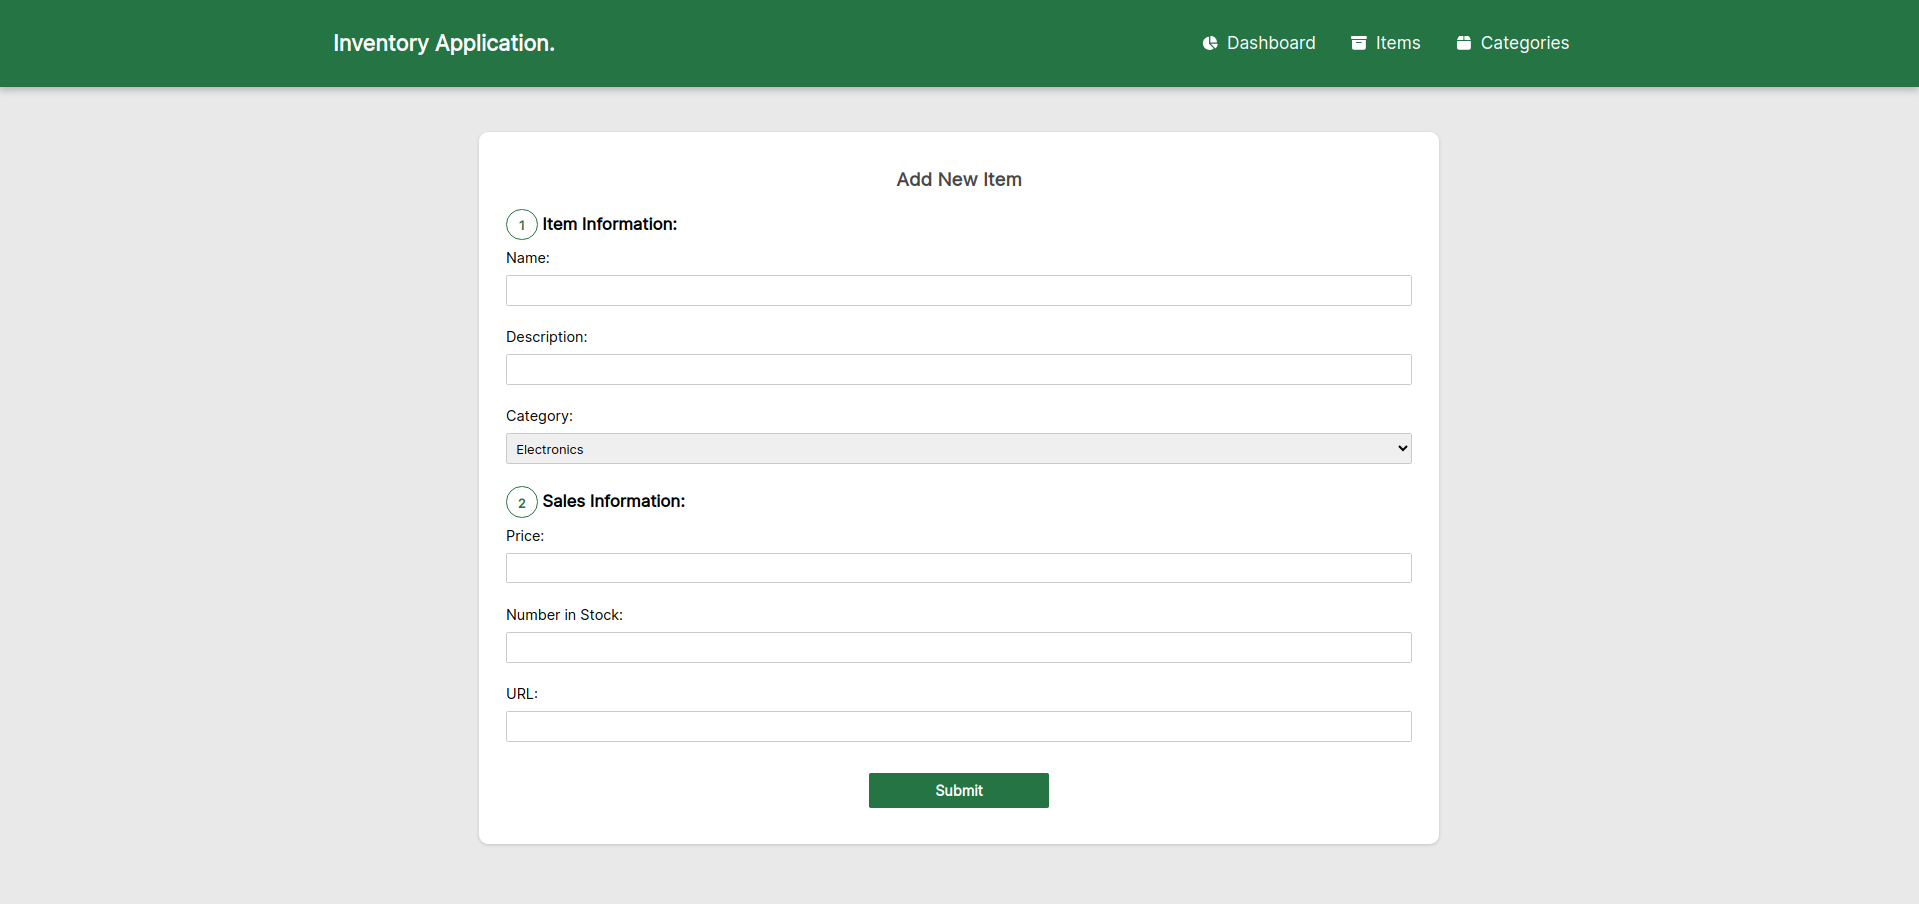 Inventory Application.
Dashboard Items Categories
Add New Item
1 Item Information:
Name:
Description:
Category:
Electronics
2 Sales Information:
Price:
Number in Stock:
URL:
Submit